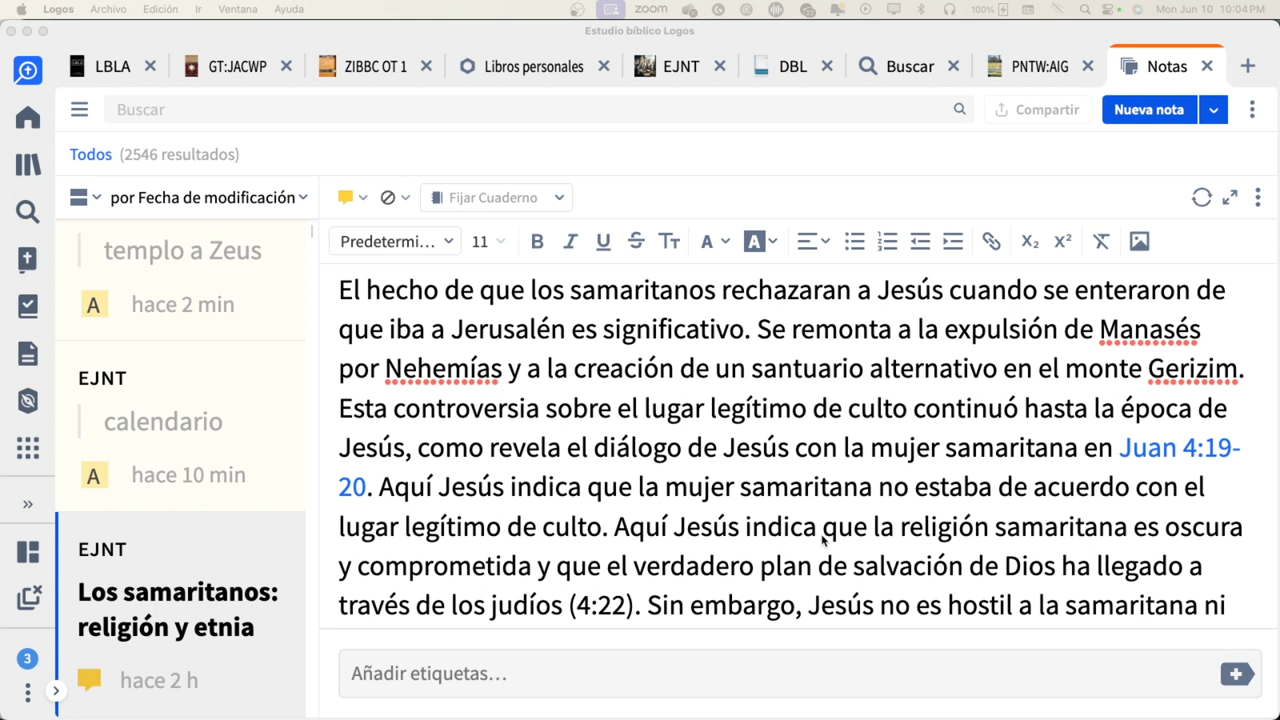 Logos Archivo Edición Ir Ventana Ayuda zoom 100% Mon Jun 10 10:04PM
Estudio bíblico Logos
LBLA GT:JACWP ZIBBC OT 1 Libros personales EJNT DBL Buscar PNTW:AIG Notas
Buscar Compartir Nueva nota
Todos (2546 resultados)
por Fecha de modificación Fijar Cuaderno
Predetermi... 11
templo a Zeus
A hace 2 min
EJNT
calendario
A hace 10 min
EJNT
Los samaritanos:
religión y etnia
hace 2 h
3
El hecho de que los samaritanos rechazaran a Jesús cuando se enteraron de
que iba a Jerusalén es significativo. Se remonta a la expulsión de Manasés
por Nehemías y a la creación de un santuario alternativo en el monte Gerizim.
Esta controversia sobre el lugar legítimo de culto continuó hasta la época de
Jesús, como revela el diálogo de Jesús con la mujer samaritana en Juan 4:19-
20. Aquí Jesús indica que la mujer samaritana no estaba de acuerdo con el
lugar legítimo de culto. Aquí Jesús indica que la religión samaritana es oscura
y comprometida y que el verdadero plan de salvación de Dios ha llegado a
través de los judíos (4:22). Sin embargo, Jesús no es hostil a la samaritana ni
Añadir etiquetas…